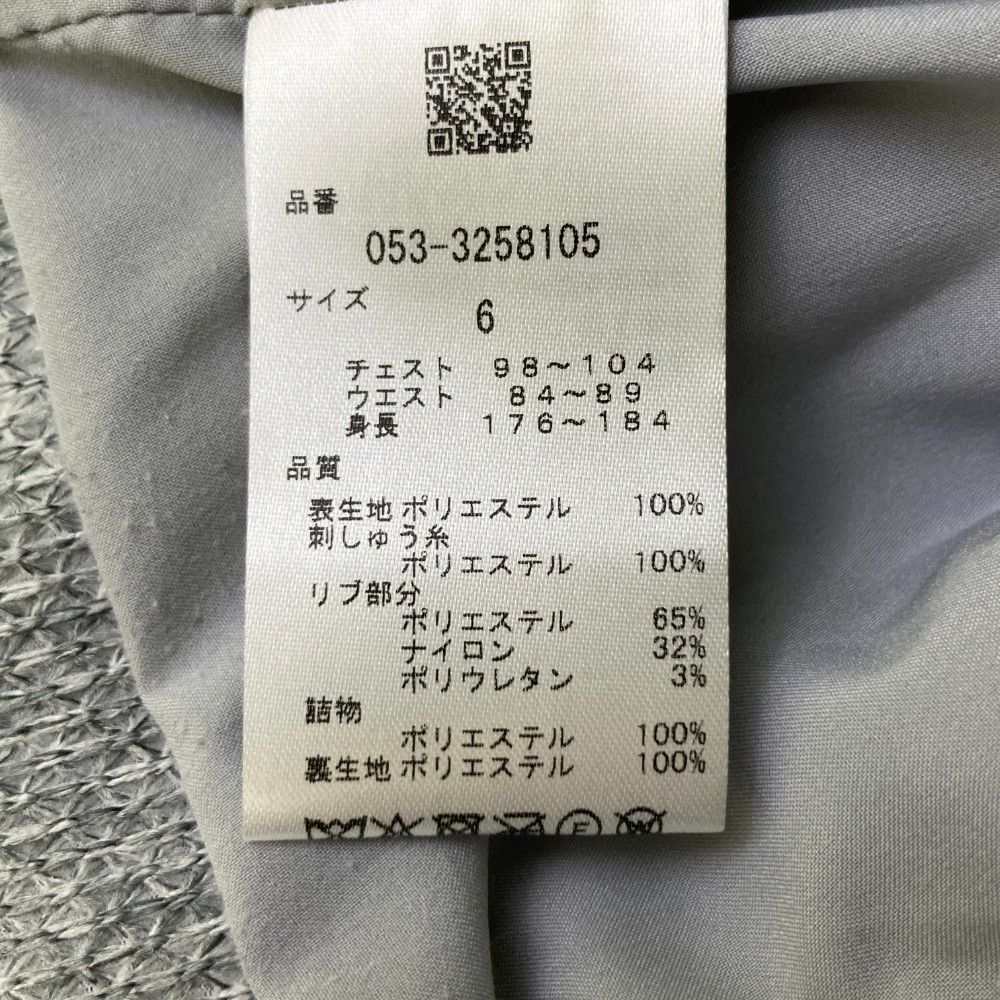 品番
053-3258105
サイズ 6
チェスト 98～104
ウエスト 84～89
身長 176～184
品質
表生地 ポリエステル 100%
刺しゅう糸
ポリエステル 100%
リブ部分
ポリエステル 65%
ナイロン 32%
ポリウレタン 3%
詰物
ポリエステル 100%
裏生地 ポリエステル 100%
F W